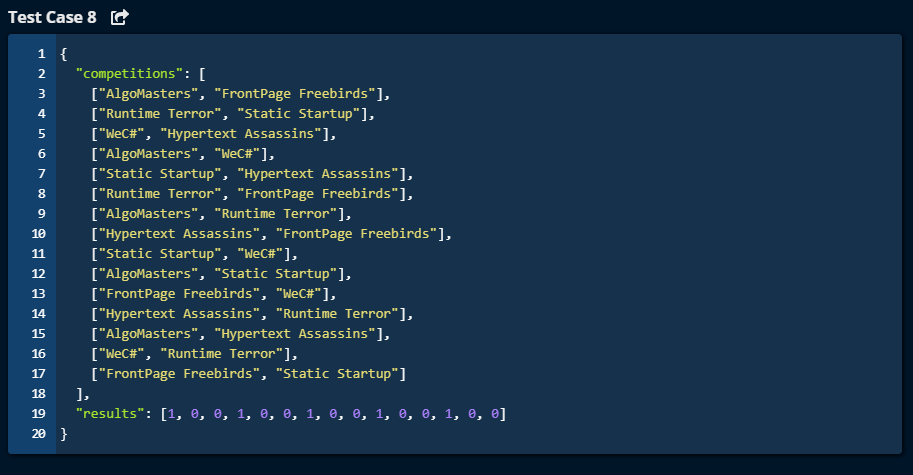 Test Case 8
1 {
2 "competitions": [
3 ["AlgoMasters", "FrontPage Freebirds"],
4 ["Runtime Terror", "Static Startup"],
5 ["WeC#", "Hypertext Assassins"],
6 ["AlgoMasters", "WeC#"],
7 ["Static Startup", "Hypertext Assassins"],
8 ["Runtime Terror", "FrontPage Freebirds"],
9 ["AlgoMasters", "Runtime Terror"],
10 ["Hypertext Assassins", "FrontPage Freebirds"],
11 ["Static Startup", "WeC#"],
12 ["AlgoMasters", "Static Startup"],
13 ["FrontPage Freebirds", "WeC#"],
14 ["Hypertext Assassins", "Runtime Terror"],
15 ["AlgoMasters", "Hypertext Assassins"],
16 ["WeC#", "Runtime Terror"],
17 ["FrontPage Freebirds", "Static Startup"]
18 ],
19 "results": [1, 0, 0, 1, 0, 0, 1, 0, 0, 1, 0, 0, 1, 0, 0]
20 }